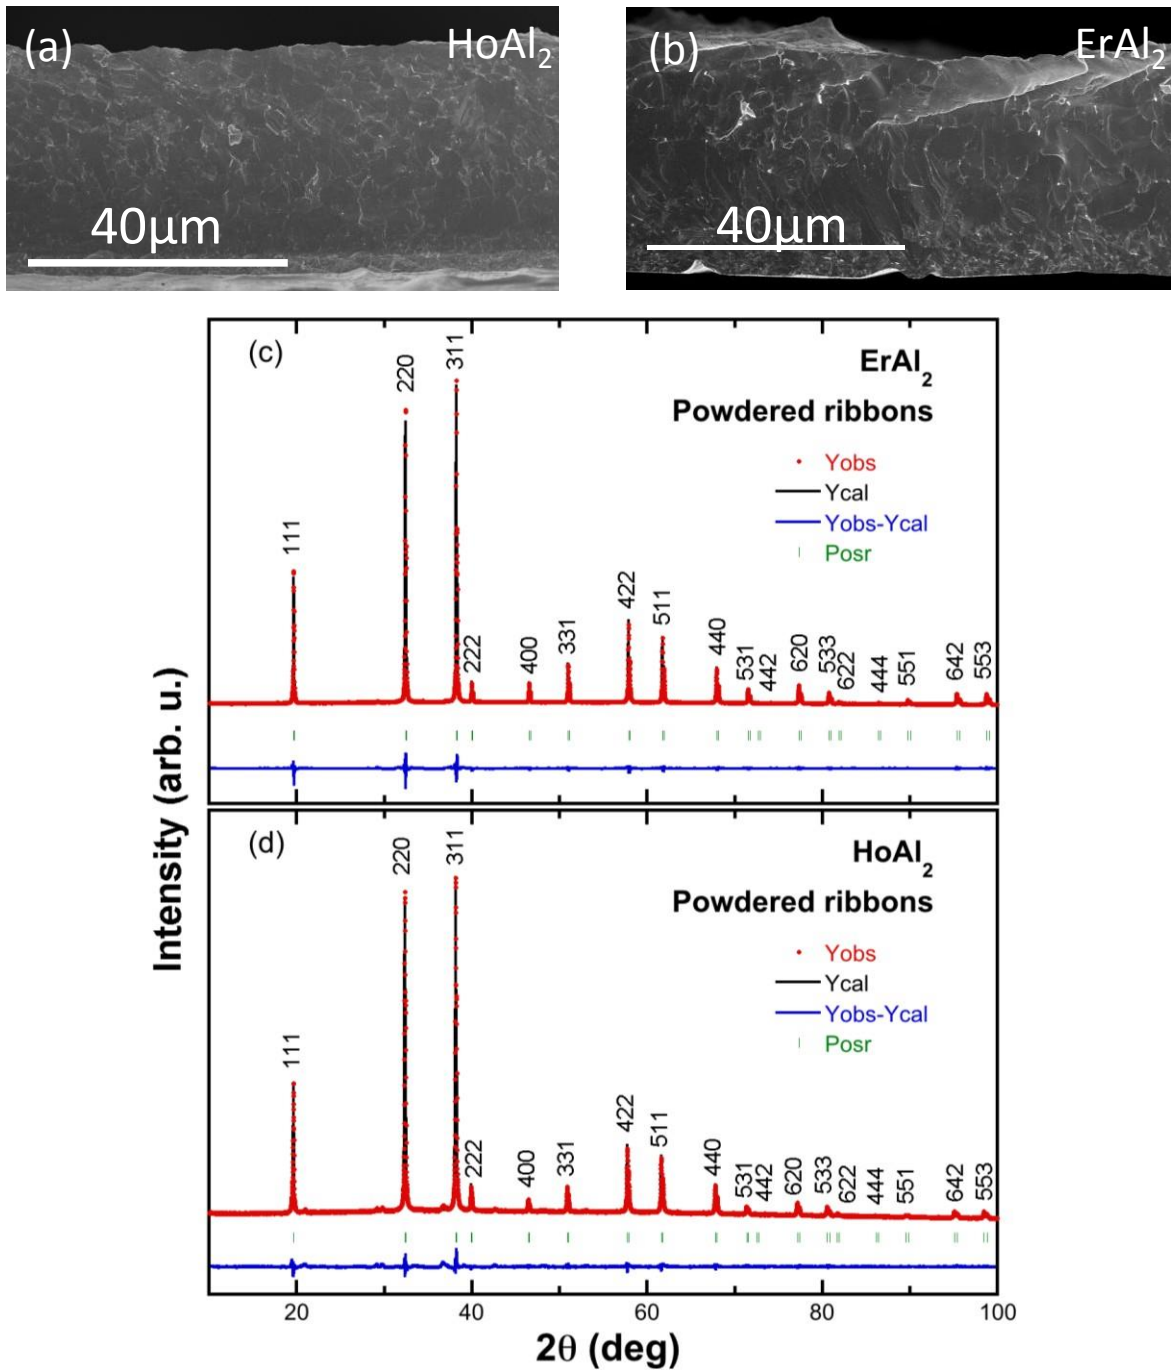 (a)
HoAl₂
40µm
(b)
ErAl₂
40µm
Intensity (arb. u.)
(c)
ErAl₂
Powdered ribbons
Yobs
Ycal
Yobs-Ycal
Posr
111
220
311
222
400
331
422
511
440
531
442
620
533
622
444
551
642
553
(d)
HoAl₂
Powdered ribbons
Yobs
Ycal
Yobs-Ycal
Posr
111
220
311
222
400
331
422
511
440
531
442
620
533
622
444
551
642
553
20
40
60
80
100
2θ (deg)